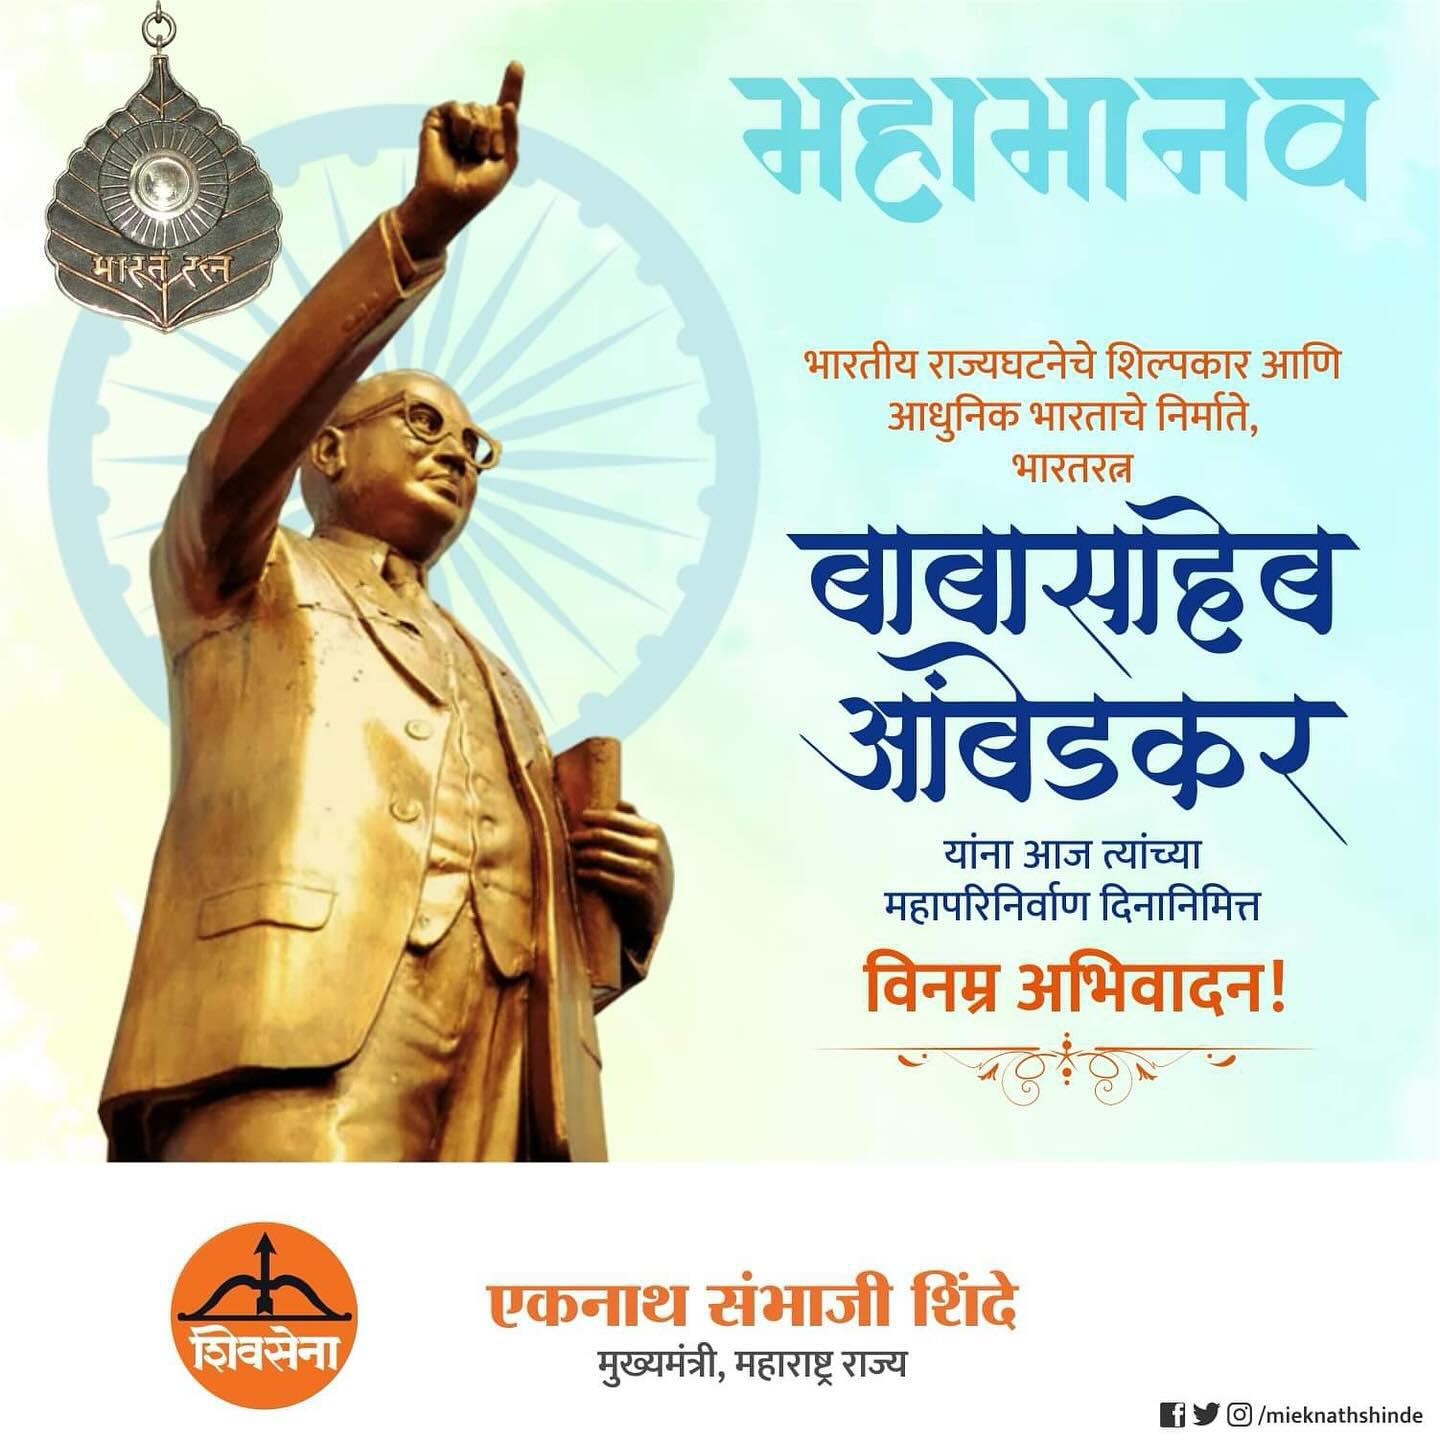 भारत रत्न
महामानव
भारतीय राज्यघटनेचे शिल्पकार आणि
आधुनिक भारताचे निर्माते,
भारतरत्न
बाबासाहेब
आंबेडकर
यांना आज त्यांच्या
महापरिनिर्वाण दिनानिमित्त
विनम्र अभिवादन!
शिवसेना
एकनाथ संभाजी शिंदे
मुख्यमंत्री, महाराष्ट्र राज्य
/mieknathshinde